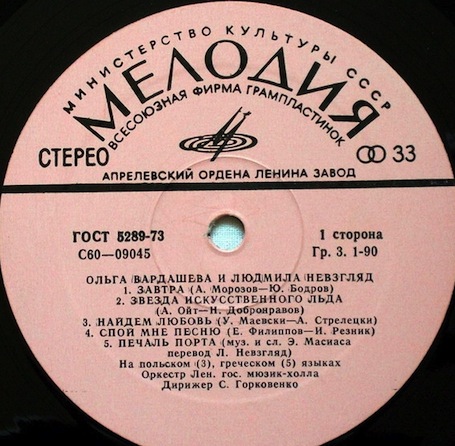 МИНИСТЕРСТВО КУЛЬТУРЫ СССР
МЕЛОДИЯ
ВСЕСОЮЗНАЯ ФИРМА ГРАМПЛАСТИНОК
СТЕРЕО
33
АПРЕЛЕВСКИЙ ОРДЕНА ЛЕНИНА ЗАВОД
ГОСТ 5289-73
1 сторона
С60—09045
Гр. 3. 1-90
ОЛЬГА ВАРДАШЕВА И ЛЮДМИЛА НЕВЗГЛЯД
1. ЗАВТРА (А. Морозов—Ю. Бодров)
2. ЗВЕЗДА ИСКУССТВЕННОГО ЛЬДА
(А. Ойт—Н. Добронравов)
3. НАЙДЕМ ЛЮБОВЬ (У. Маевски—А. Стрелецки)
4. СПОЙ МНЕ ПЕСНЮ (Е. Филиппов—И. Резник)
5. ПЕЧАЛЬ ПОРТА (муз. и сл. Э. Масиаса
перевод Л. Невзгляд)
На польском (3), греческом (5) языках
Оркестр Лен. гос. мюзик-холла
Дирижер С. Горковенко